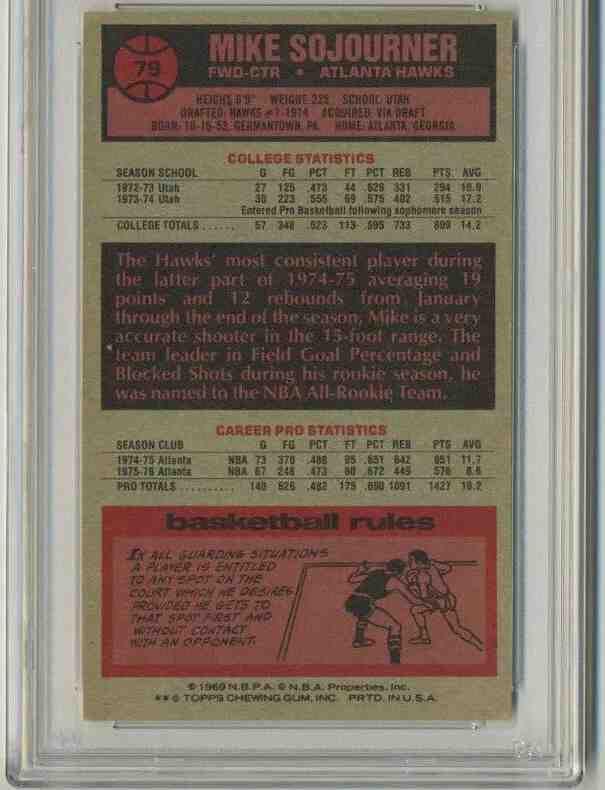 79
MIKE SOJOURNER
FWD-CTR • ATLANTA HAWKS
HEIGHT: 6'9" WEIGHT: 225 SCHOOL: UTAH
DRAFTED: HAWKS #1-1974 ACQUIRED: VIA DRAFT
BORN: 10-16-53, GERMANTOWN, PA. HOME: ATLANTA, GEORGIA
COLLEGE STATISTICS
SEASON SCHOOL G FG PCT FT PCT REB PTS AVG
1972-73 Utah 27 125 .473 44 .629 331 294 10.9
1973-74 Utah 30 223 .555 69 .575 402 515 17.2
Entered Pro Basketball following sophomore season
COLLEGE TOTALS ...... 57 348 .523 113 .595 733 809 14.2
The Hawks' most consistent player during
the latter part of 1974-75 averaging 19
points and 12 rebounds from January
through the end of the season, Mike is a very
accurate shooter in the 15-foot range. The
team leader in Field Goal Percentage and
Blocked Shots during his rookie season, he
was named to the NBA All-Rookie Team.
CAREER PRO STATISTICS
SEASON CLUB G FG PCT FT PCT REB PTS AVG
1974-75 Atlanta NBA 73 378 .486 95 .651 642 851 11.7
1975-76 Atlanta NBA 67 248 .473 80 .672 449 576 8.6
PRO TOTALS .......... 140 626 .482 175 .660 1091 1427 10.2
basketball rules
IN ALL GUARDING SITUATIONS
A PLAYER IS ENTITLED
TO ANY SPOT ON THE
COURT WHICH HE DESIRES,
PROVIDED HE GETS TO
THAT SPOT FIRST AND
WITHOUT CONTACT
WITH AN OPPONENT.
© 1969 N.B.P.A. © N.B.A. Properties, Inc.
**© TOPPS CHEWING GUM, INC. PRTD. IN U.S.A.